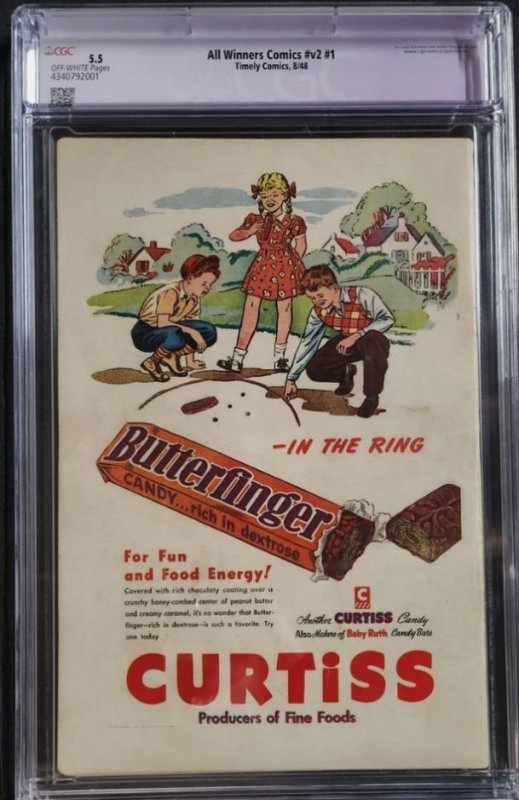 CGC
5.5
OFF-WHITE Pages
4340792001
All Winners Comics #v2 #1
Timely Comics, 8/48
-IN THE RING
Butterfinger
CANDY...rich in dextrose
For Fun
and Food Energy!
Covered with rich chocolaty coating over a
crunchy honey-combed center of peanut butter
and creamy caramel, it's no wonder that Butter-
finger—rich in dextrose—is such a favorite. Try
one today
C
Another CURTISS Candy
Also Makers of Baby Ruth Candy Bars
CURTiSS
Producers of Fine Foods